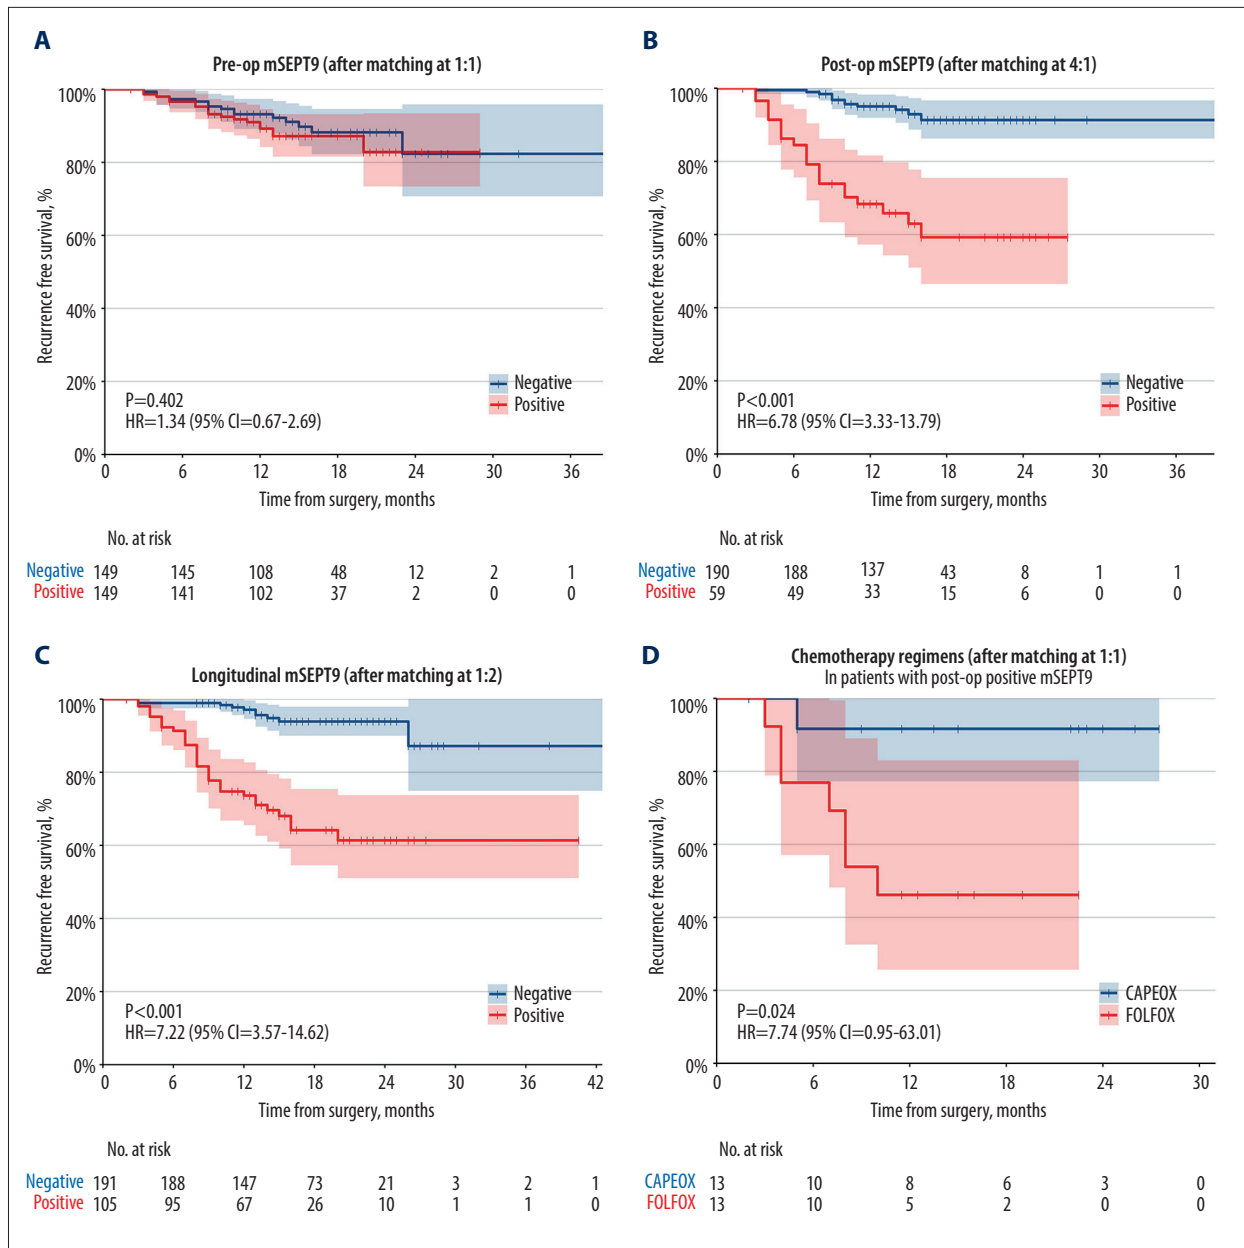 A
Pre-op mSEPT9 (after matching at 1:1)
100%
80%
60%
40%
20%
0%
Recurrence free survival, %
Negative
Positive
P=0.402
HR=1.34 (95% CI=0.67-2.69)
0 6 12 18 24 30 36
Time from surgery, months
No. at risk
Negative 149 145 108 48 12 2 1
Positive 149 141 102 37 2 0 0
B
Post-op mSEPT9 (after matching at 4:1)
100%
80%
60%
40%
20%
0%
Recurrence free survival, %
Negative
Positive
P<0.001
HR=6.78 (95% CI=3.33-13.79)
0 6 12 18 24 30 36
Time from surgery, months
No. at risk
Negative 190 188 137 43 8 1 1
Positive 59 49 33 15 6 0 0
C
Longitudinal mSEPT9 (after matching at 1:2)
100%
80%
60%
40%
20%
0%
Recurrence free survival, %
Negative
Positive
P<0.001
HR=7.22 (95% CI=3.57-14.62)
0 6 12 18 24 30 36 42
Time from surgery, months
No. at risk
Negative 191 188 147 73 21 3 2 1
Positive 105 95 67 26 10 1 1 0
D
Chemotherapy regimens (after matching at 1:1)
In patients with post-op positive mSEPT9
100%
80%
60%
40%
20%
0%
Recurrence free survival, %
CAPEOX
FOLFOX
P=0.024
HR=7.74 (95% CI=0.95-63.01)
0 6 12 18 24 30
Time from surgery, months
No. at risk
CAPEOX 13 10 8 6 3 0
FOLFOX 13 10 5 2 0 0